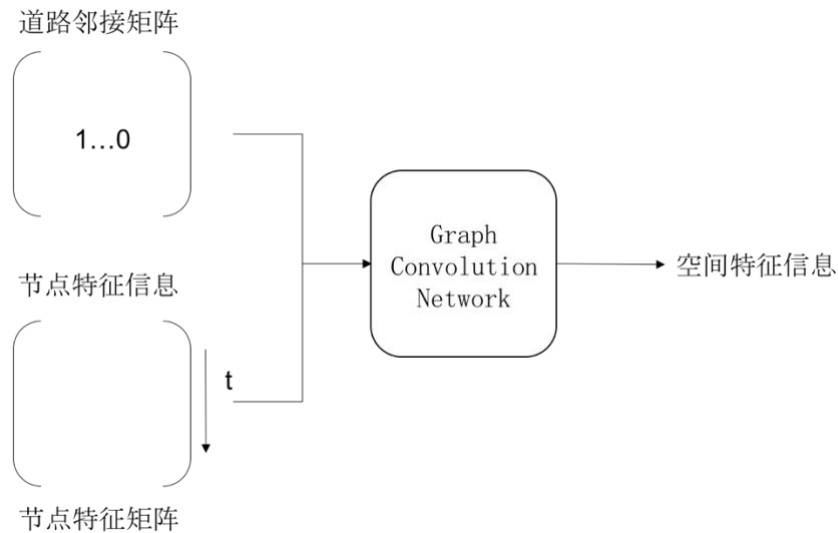 道路邻接矩阵
1…0
节点特征信息
t
节点特征矩阵
Graph
Convolution
Network
空间特征信息